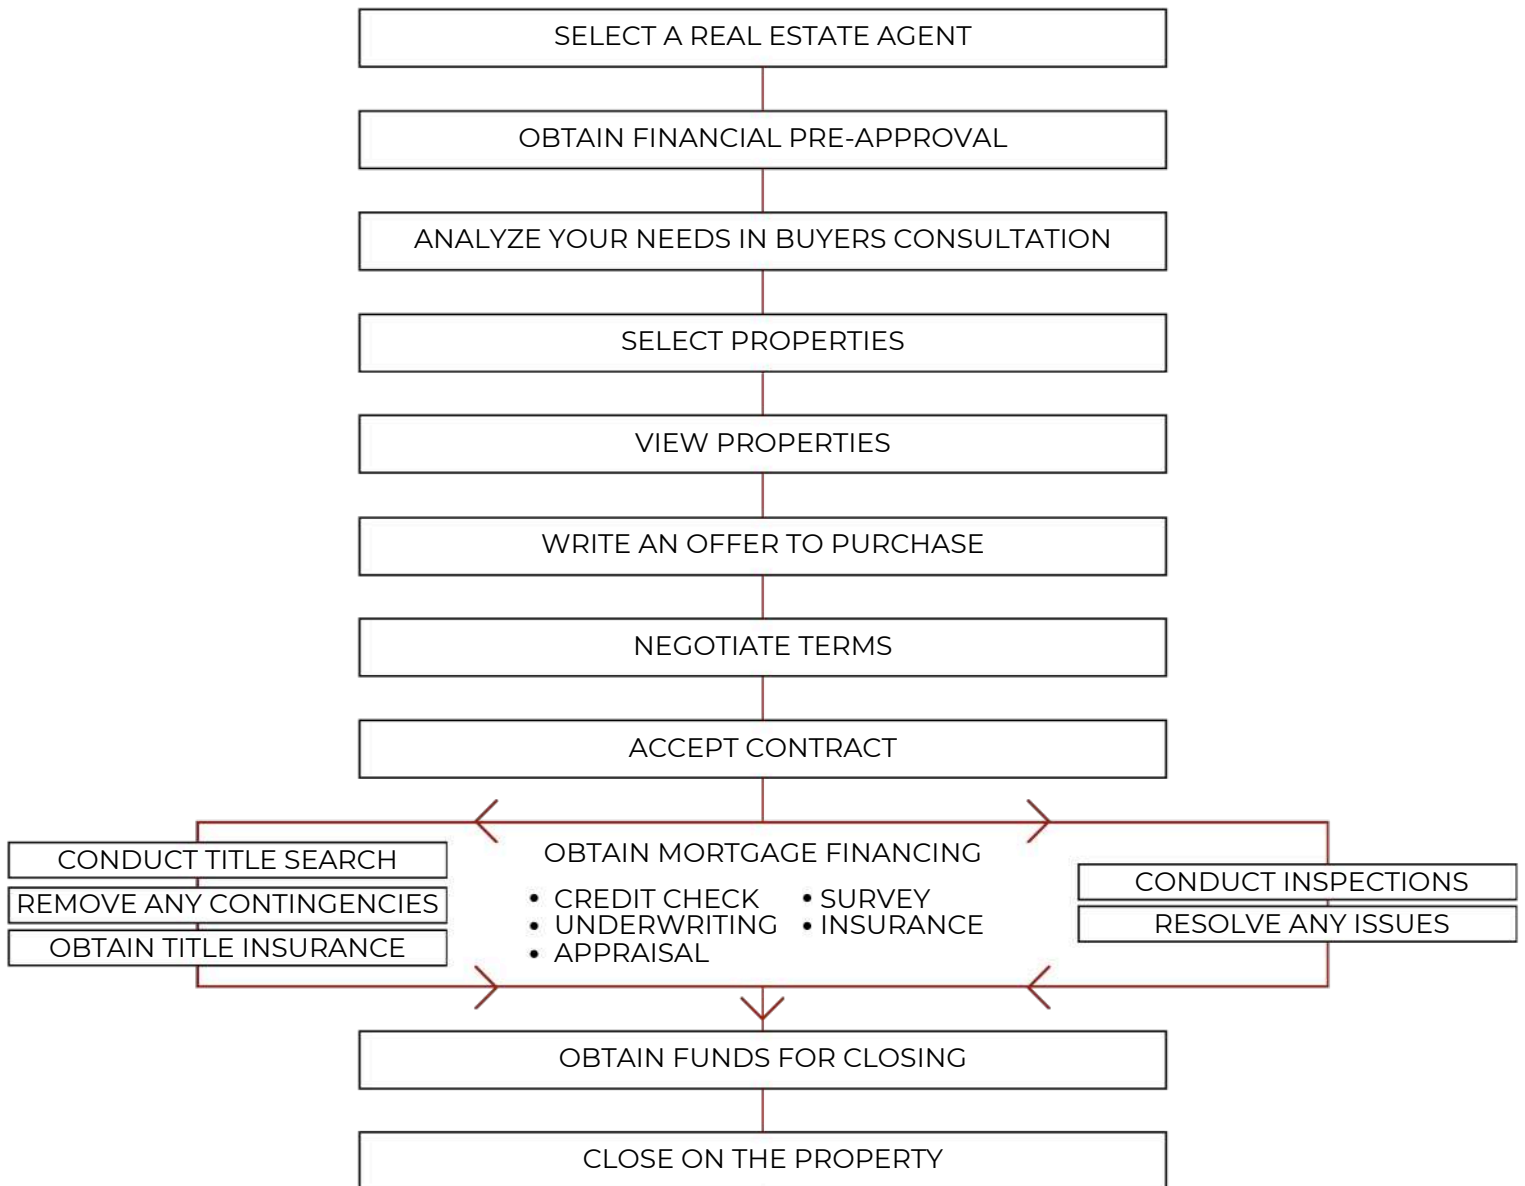 SELECT A REAL ESTATE AGENT
OBTAIN FINANCIAL PRE-APPROVAL
ANALYZE YOUR NEEDS IN BUYERS CONSULTATION
SELECT PROPERTIES
VIEW PROPERTIES
WRITE AN OFFER TO PURCHASE
NEGOTIATE TERMS
ACCEPT CONTRACT
CONDUCT TITLE SEARCH
REMOVE ANY CONTINGENCIES
OBTAIN TITLE INSURANCE
OBTAIN MORTGAGE FINANCING
• CREDIT CHECK
• UNDERWRITING
• APPRAISAL
• SURVEY
• INSURANCE
CONDUCT INSPECTIONS
RESOLVE ANY ISSUES
OBTAIN FUNDS FOR CLOSING
CLOSE ON THE PROPERTY